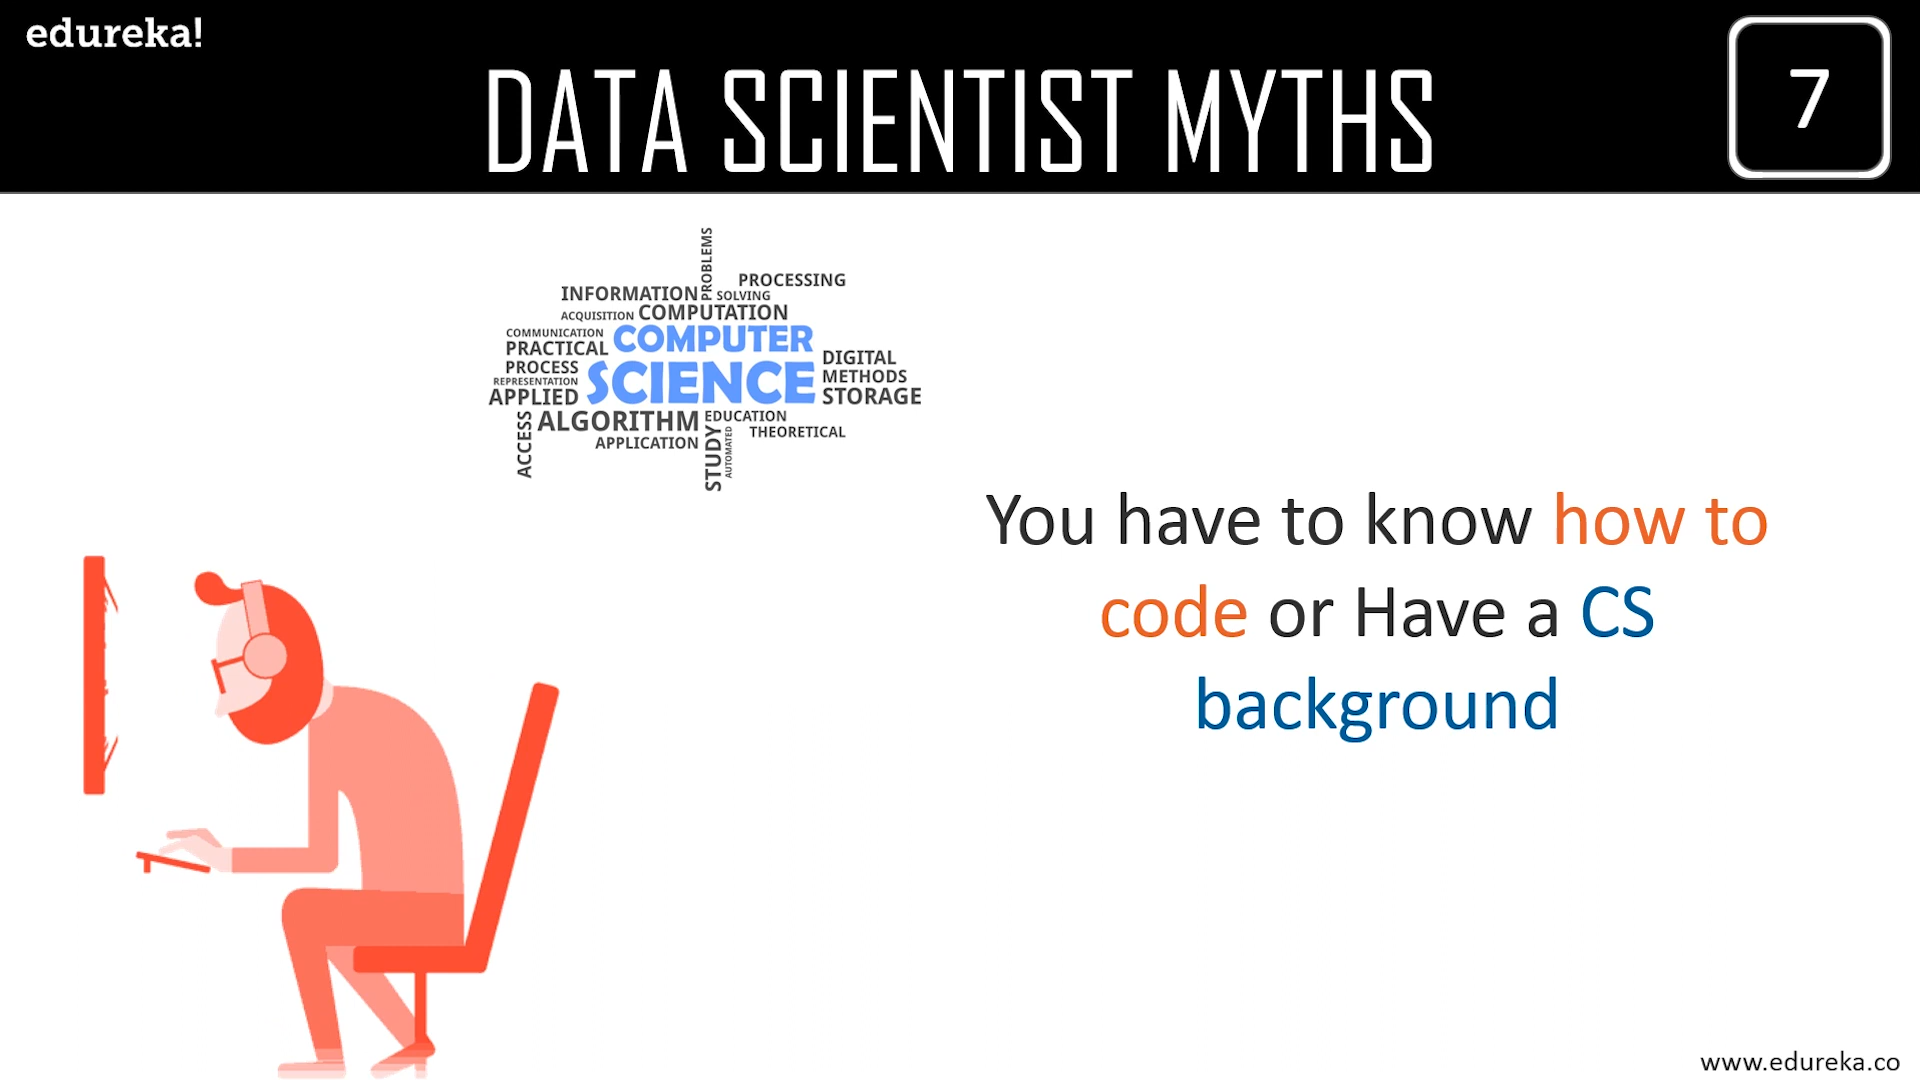 edureka!
DATA SCIENTIST MYTHS
7
PROBLEMS
PROCESSING
INFORMATION
SOLVING
ACQUISITION
COMPUTATION
COMMUNICATION
COMPUTER
PRACTICAL
DIGITAL
PROCESS
SCIENCE
METHODS
REPRESENTATION
APPLIED
STORAGE
ALGORITHM
EDUCATION
ACCESS
THEORETICAL
APPLICATION
STUDY
AUTOMATED
You have to know how to
code or Have a CS
background
www.edureka.co